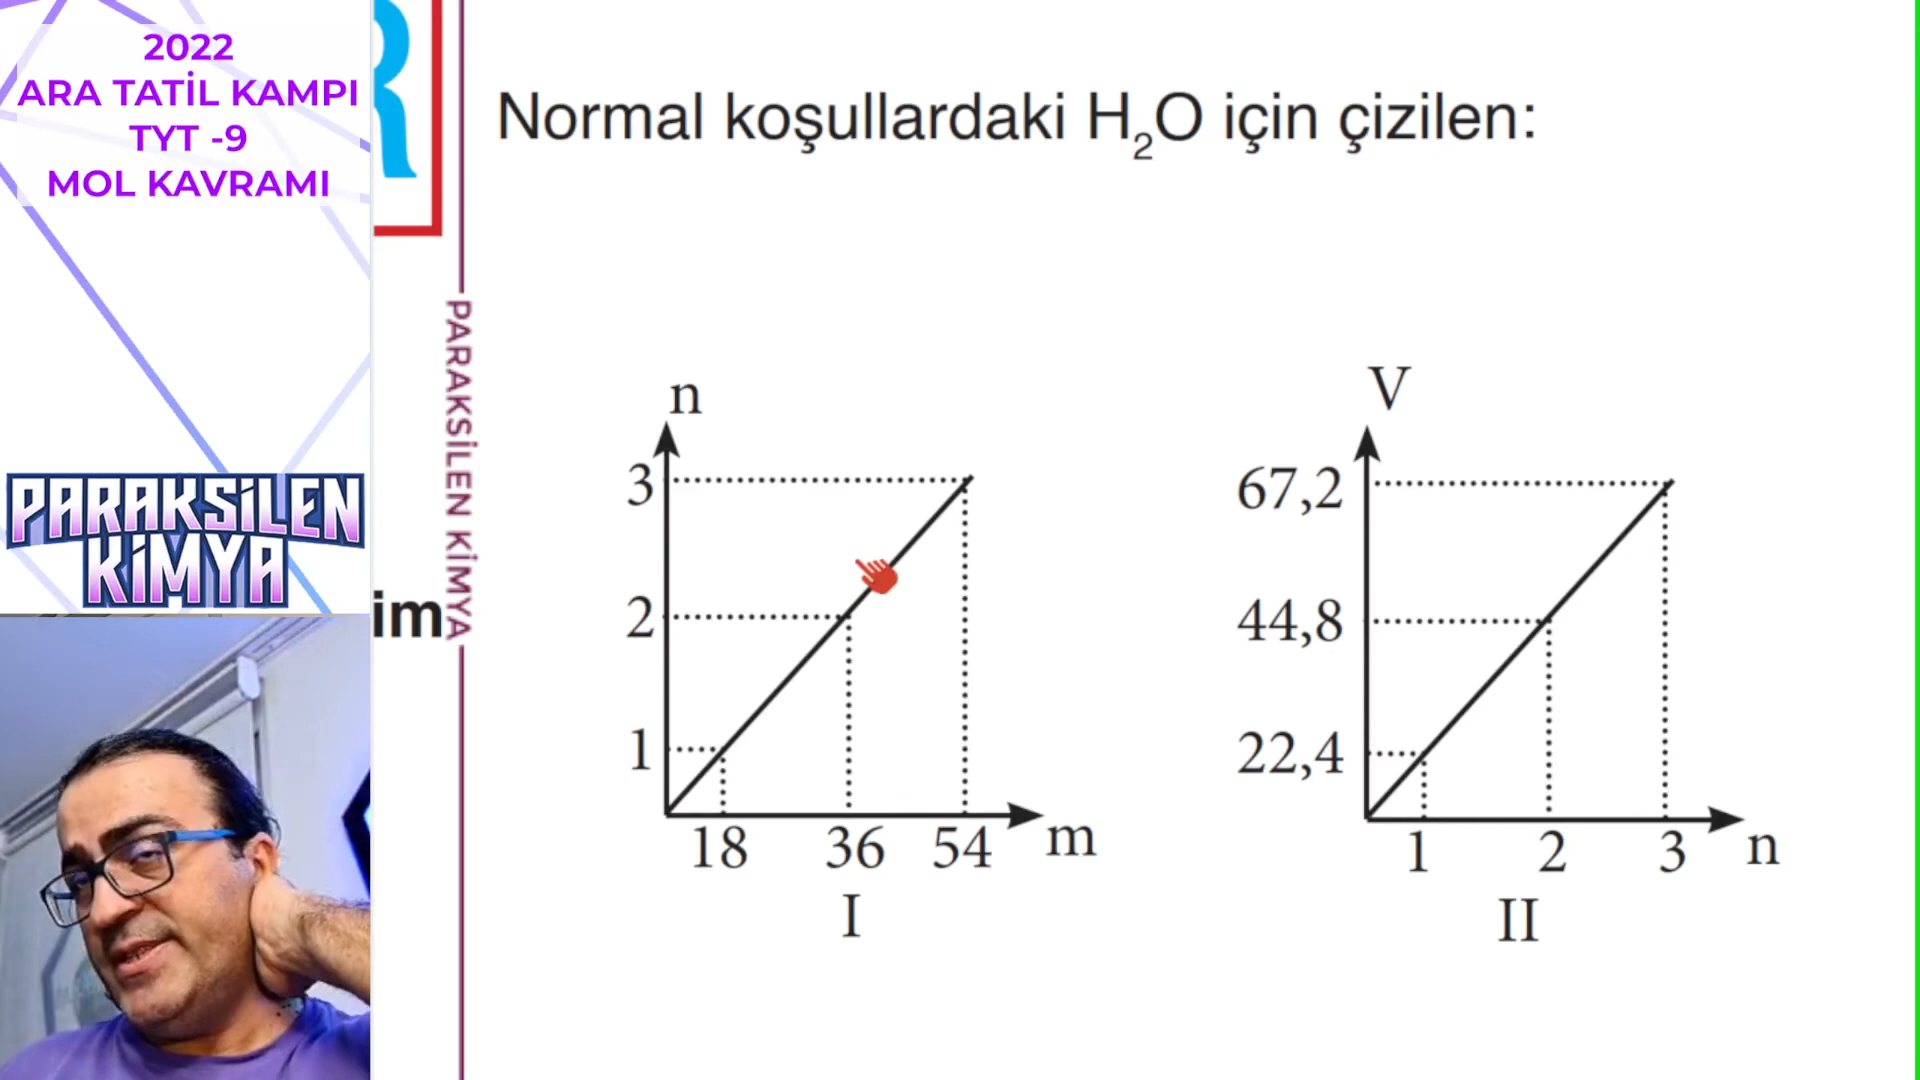 2022
ARA TATİL KAMPI
TYT -9
MOL KAVRAMI
PARAKSİLEN
KİMYA
R
im
PARAKSİLEN KİMYA
Normal koşullardaki H₂O için çizilen:
n
3
2
1
18 36 54 m
I
V
67,2
44,8
22,4
1 2 3 n
II